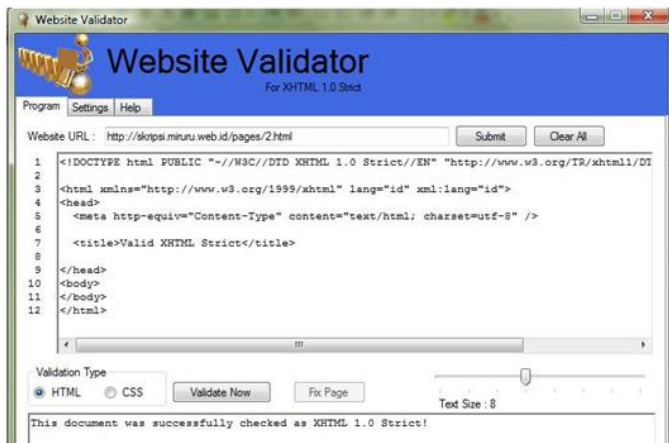 Website Validator
Website Validator
For XHTML 1.0 Strict
Program Settings Help
Website URL : http://skripsi.miruru.web.id/pages/2.html Submit Clear All
1 <!DOCTYPE html PUBLIC "-//W3C//DTD XHTML 1.0 Strict//EN" "http://www.w3.org/TR/xhtml1/DT
2
3 <html xmlns="http://www.w3.org/1999/xhtml" lang="id" xml:lang="id">
4 <head>
5 <meta http-equiv="Content-Type" content="text/html; charset=utf-8" />
6
7 <title>Valid XHTML Strict</title>
8
9 </head>
10 <body>
11 </body>
12 </html>
Validation Type
HTML CSS Validate Now Fix Page
Text Size : 8
This document was successfully checked as XHTML 1.0 Strict!